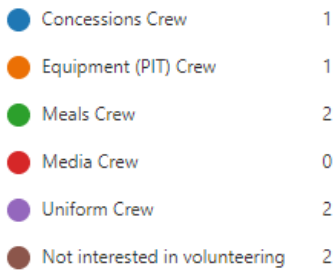 Concessions Crew 1
Equipment (PIT) Crew 1
Meals Crew 2
Media Crew 0
Uniform Crew 2
Not interested in volunteering 2